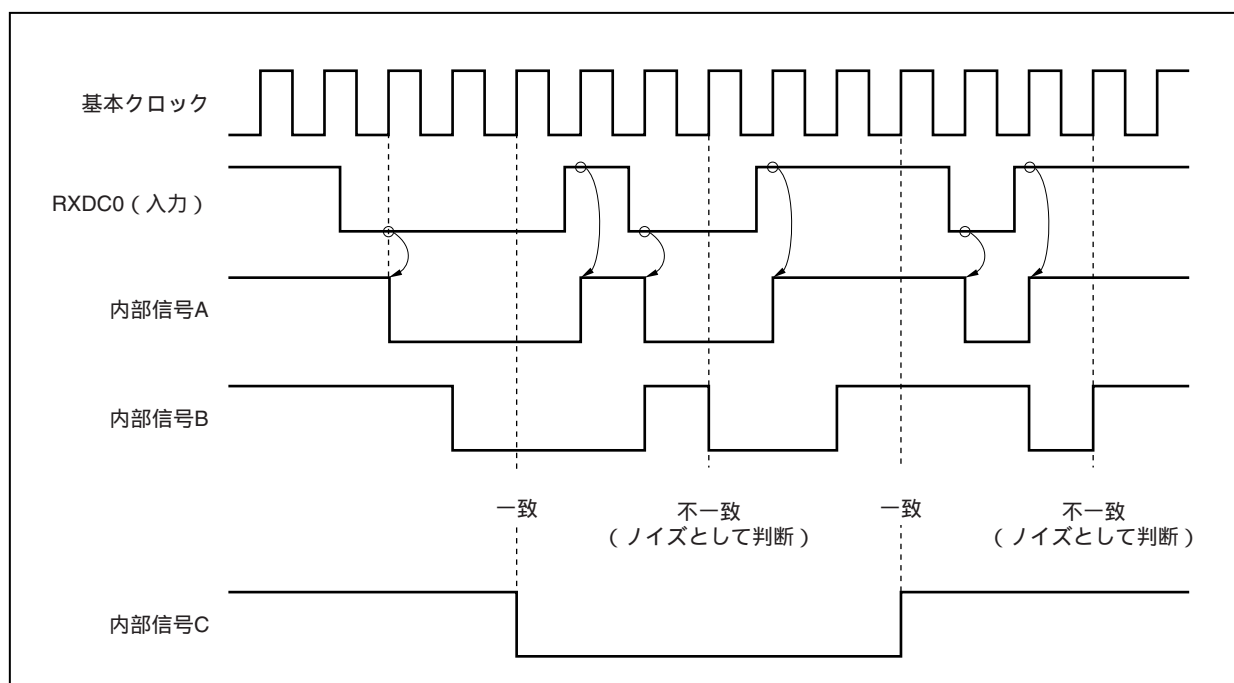 基本クロック
RXDC0（入力）
内部信号A
内部信号B
一致
不一致
（ノイズとして判断）
一致
不一致
（ノイズとして判断）
内部信号C